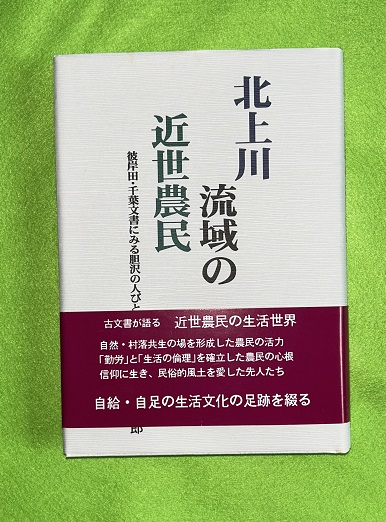 北上川
流域の
近世農民
彼岸田・千葉文書にみる胆沢の人びと
郎
古文書が語る 近世農民の生活世界
自然・村落共生の場を形成した農民の活力
「勤労」と「生活の倫理」を確立した農民の心根
信仰に生き、民俗的風土を愛した先人たち
自給・自足の生活文化の足跡を綴る